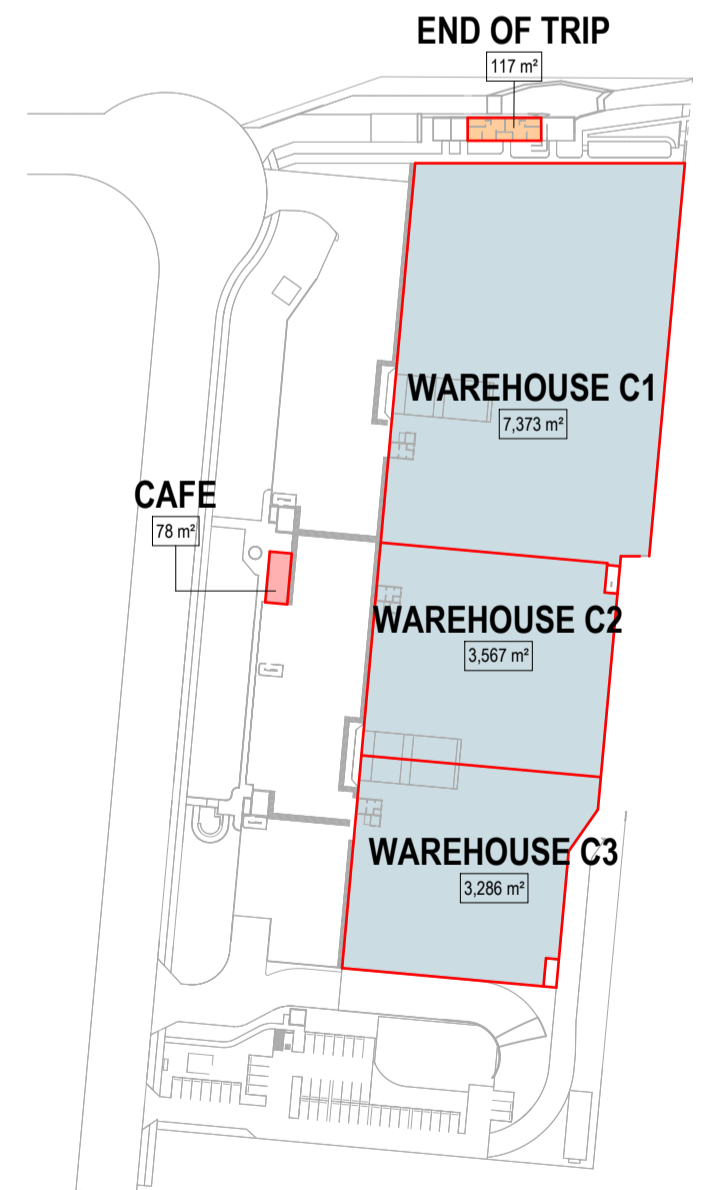 END OF TRIP
117 m²
WAREHOUSE C1
7,373 m²
CAFE
78 m²
WAREHOUSE C2
3,567 m²
WAREHOUSE C3
3,286 m²